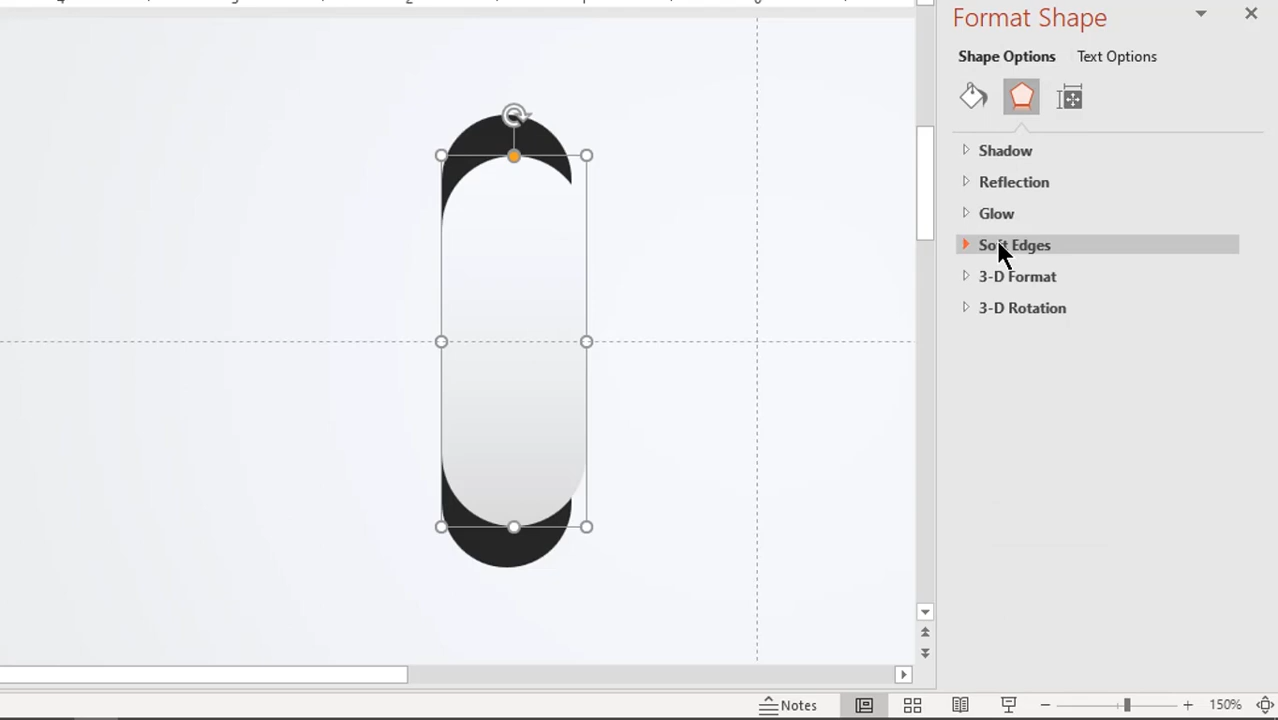 Format Shape
Shape Options Text Options
Shadow
Reflection
Glow
Soft Edges
3-D Format
3-D Rotation
Notes
150%